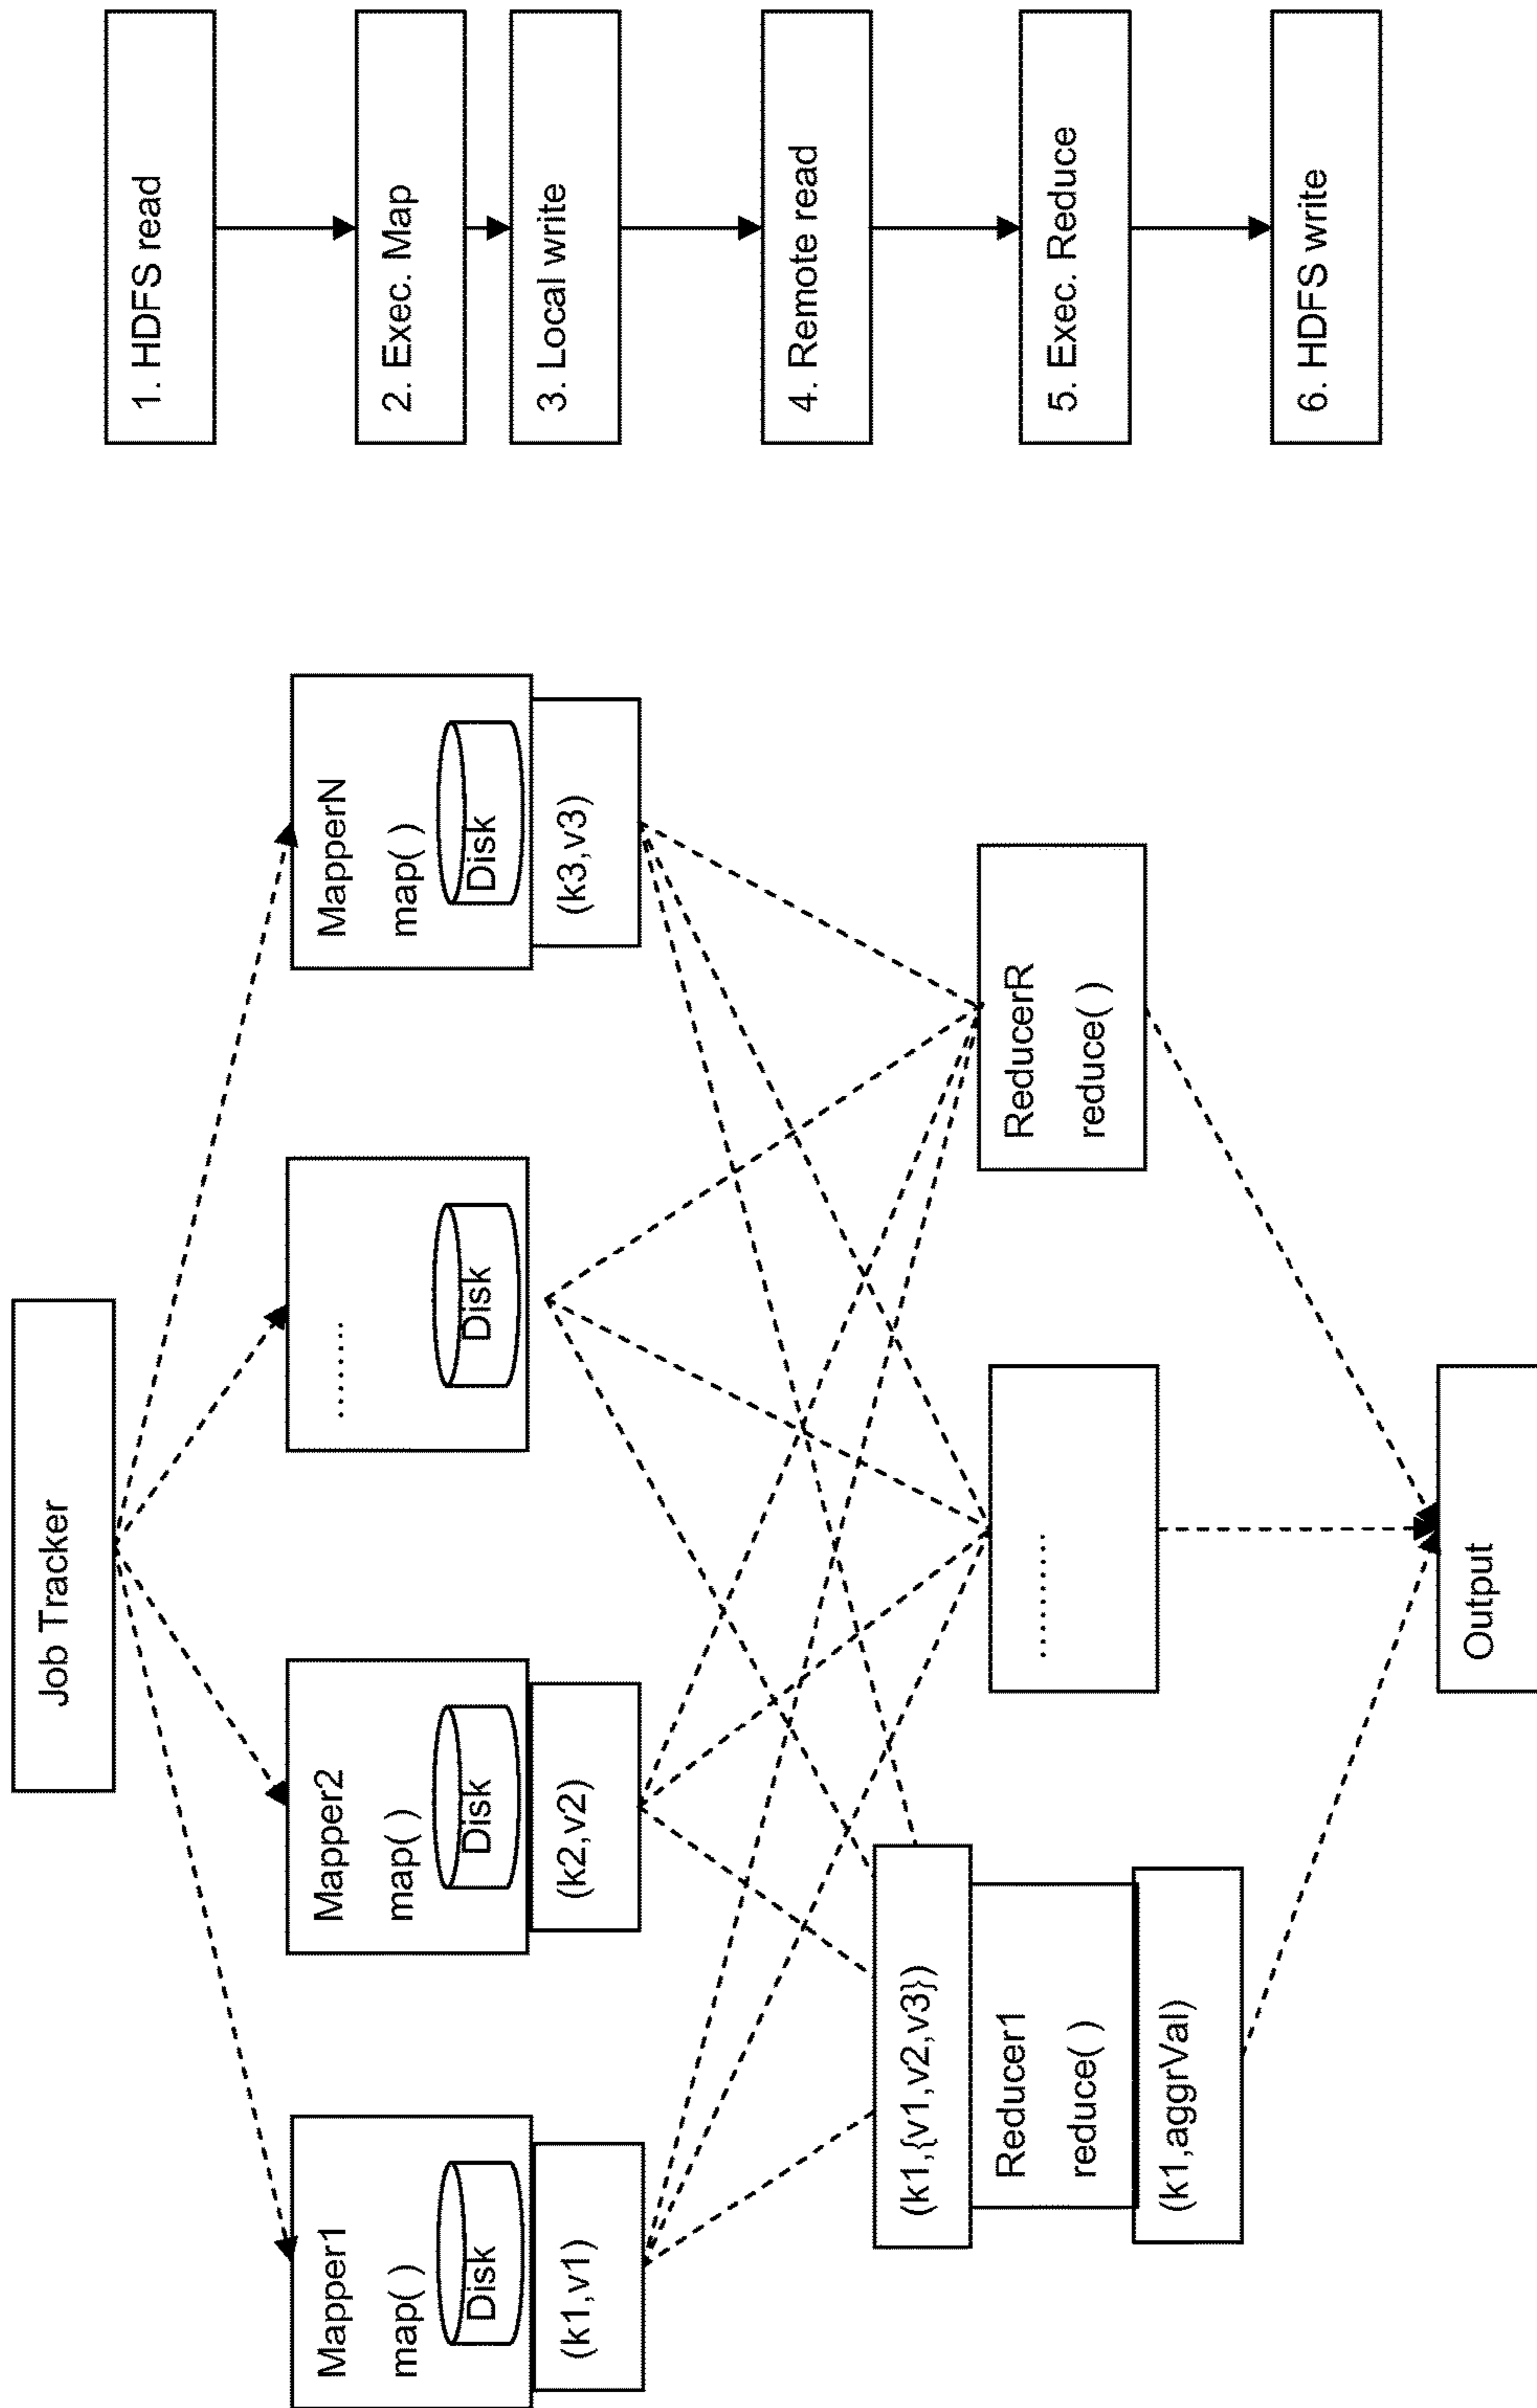 Job Tracker
Mapper1
map( )
Disk
(k1,v1)
Mapper2
map( )
Disk
(k2,v2)
........
Disk
MapperN
map( )
Disk
(k3,v3)
(k1,{v1,v2,v3})
Reducer1
reduce( )
(k1,aggrVal)
..........
ReducerR
reduce( )
Output
1. HDFS read
2. Exec. Map
3. Local write
4. Remote read
5. Exec. Reduce
6. HDFS write